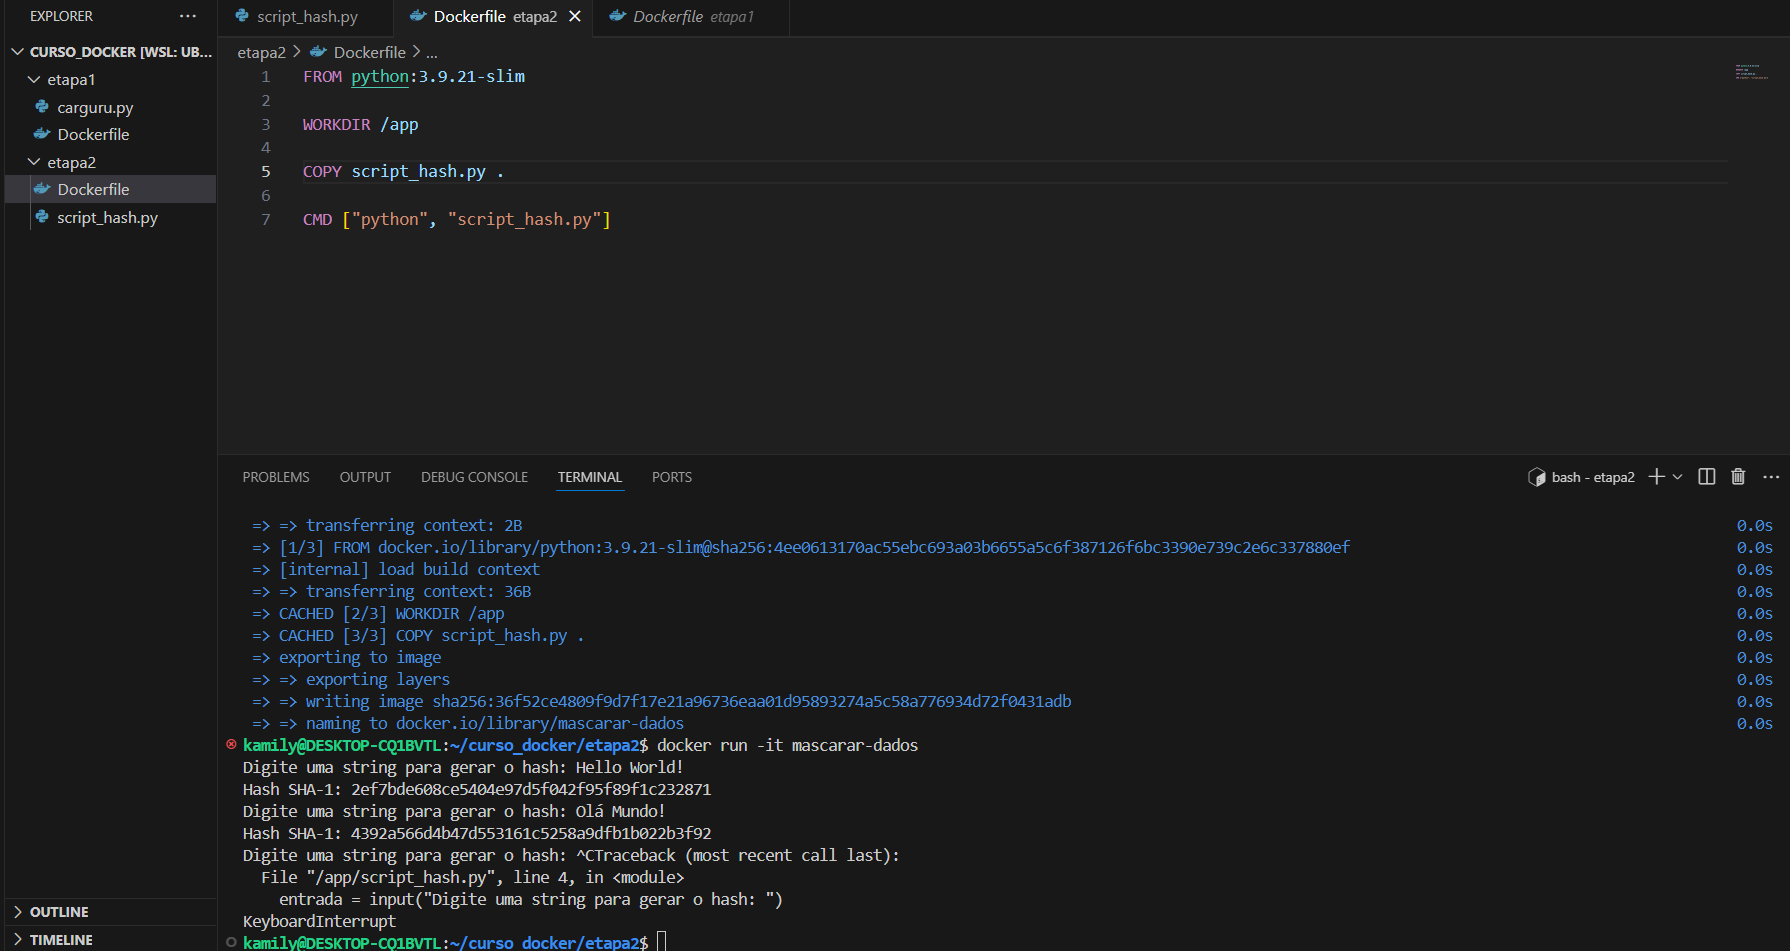 EXPLORER ...
CURSO_DOCKER [WSL: UB...
etapa1
carguru.py
Dockerfile
etapa2
Dockerfile
script_hash.py
OUTLINE
TIMELINE
script_hash.py Dockerfile etapa2 Dockerfile etapa1
etapa2 > Dockerfile > ...
1 FROM python:3.9.21-slim
2
3 WORKDIR /app
4
5 COPY script_hash.py .
6
7 CMD ["python", "script_hash.py"]
PROBLEMS OUTPUT DEBUG CONSOLE TERMINAL PORTS bash - etapa2
=> => transferring context: 2B 0.0s
=> [1/3] FROM docker.io/library/python:3.9.21-slim@sha256:4ee0613170ac55ebc693a03b6655a5c6f387126f6bc3390e739c2e6c337880ef 0.0s
=> [internal] load build context 0.0s
=> => transferring context: 36B 0.0s
=> CACHED [2/3] WORKDIR /app 0.0s
=> CACHED [3/3] COPY script_hash.py . 0.0s
=> exporting to image 0.0s
=> => exporting layers 0.0s
=> => writing image sha256:36f52ce4809f9d7f17e21a96736eaa01d95893274a5c58a776934d72f0431adb 0.0s
=> => naming to docker.io/library/mascarar-dados 0.0s
kamily@DESKTOP-CQ1BVTL:~/curso_docker/etapa2$ docker run -it mascarar-dados
Digite uma string para gerar o hash: Hello World!
Hash SHA-1: 2ef7bde608ce5404e97d5f042f95f89f1c232871
Digite uma string para gerar o hash: Olá Mundo!
Hash SHA-1: 4392a566d4b47d553161c5258a9dfb1b022b3f92
Digite uma string para gerar o hash: ^CTraceback (most recent call last):
File "/app/script_hash.py", line 4, in <module>
entrada = input("Digite uma string para gerar o hash: ")
KeyboardInterrupt
kamily@DESKTOP-CQ1BVTL:~/curso_docker/etapa2$